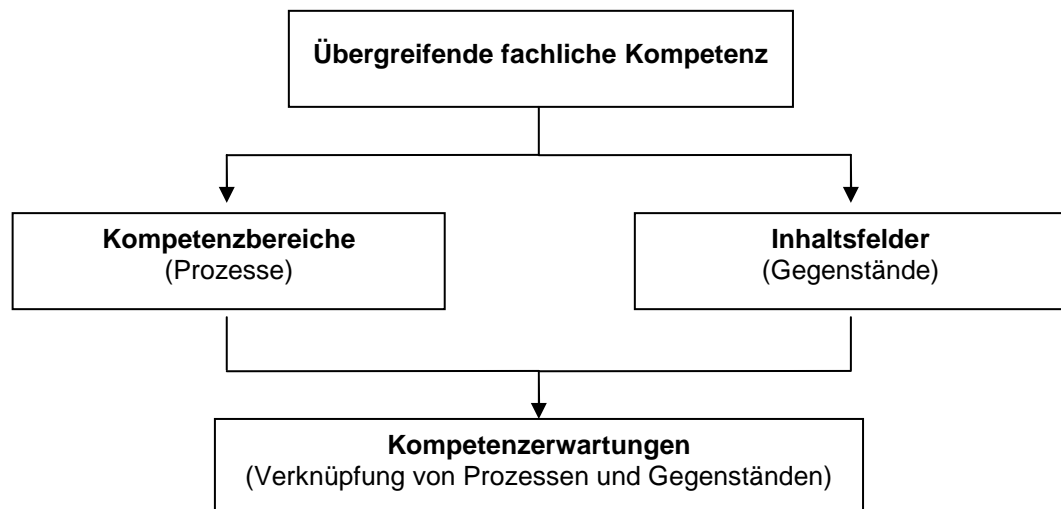 Übergreifende fachliche Kompetenz
Kompetenzbereiche
(Prozesse)
Inhaltsfelder
(Gegenstände)
Kompetenzerwartungen
(Verknüpfung von Prozessen und Gegenständen)